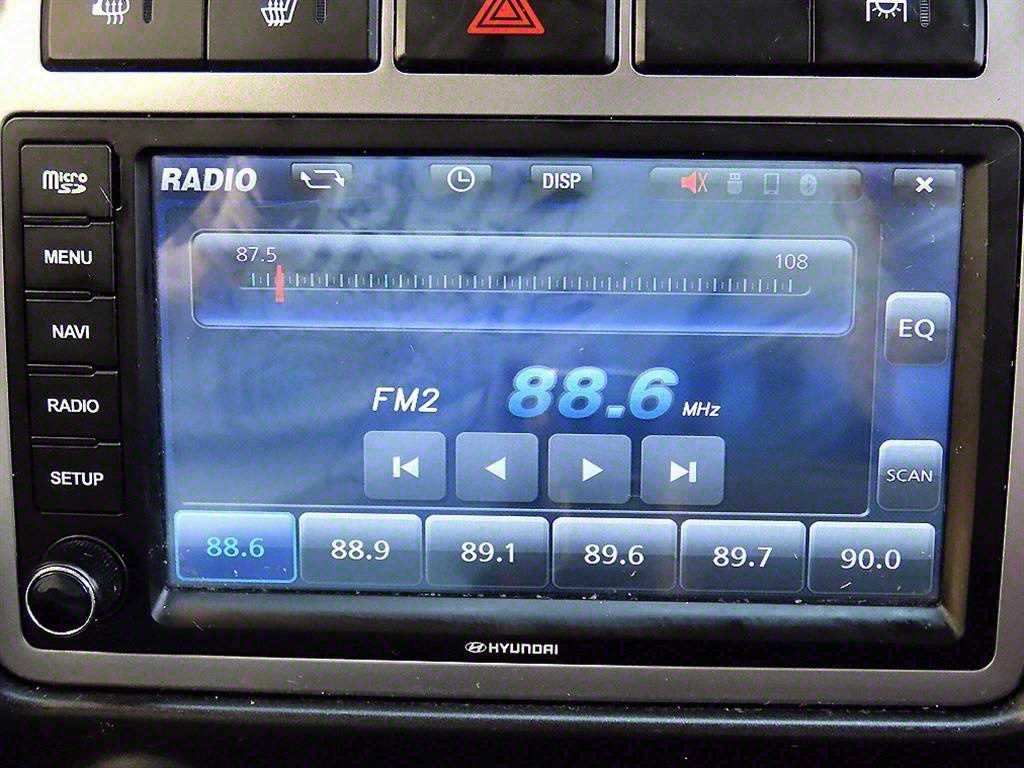 Micro SD
MENU
NAVI
RADIO
SETUP
RADIO
DISP
87.5
108
EQ
FM2 88.6 MHz
SCAN
88.6 88.9 89.1 89.6 89.7 90.0
HYUNDAI